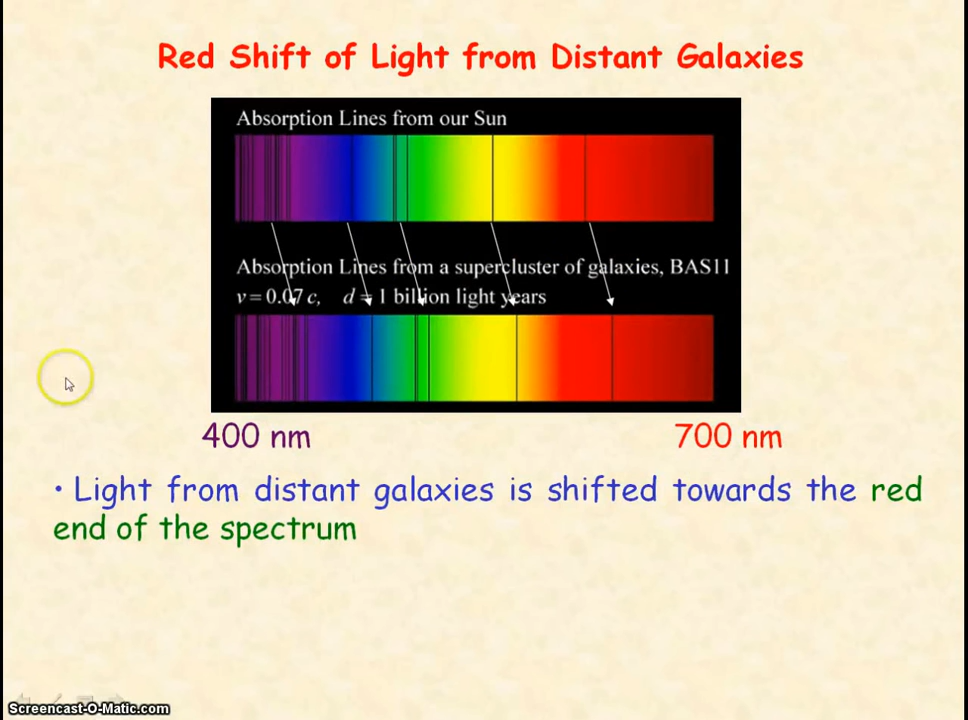 Red Shift of Light from Distant Galaxies
Absorption Lines from our Sun
Absorption Lines from a supercluster of galaxies, BAS11
v = 0.07 c, d = 1 billion light years
400 nm 700 nm
• Light from distant galaxies is shifted towards the red
end of the spectrum
Screencast-O-Matic.com